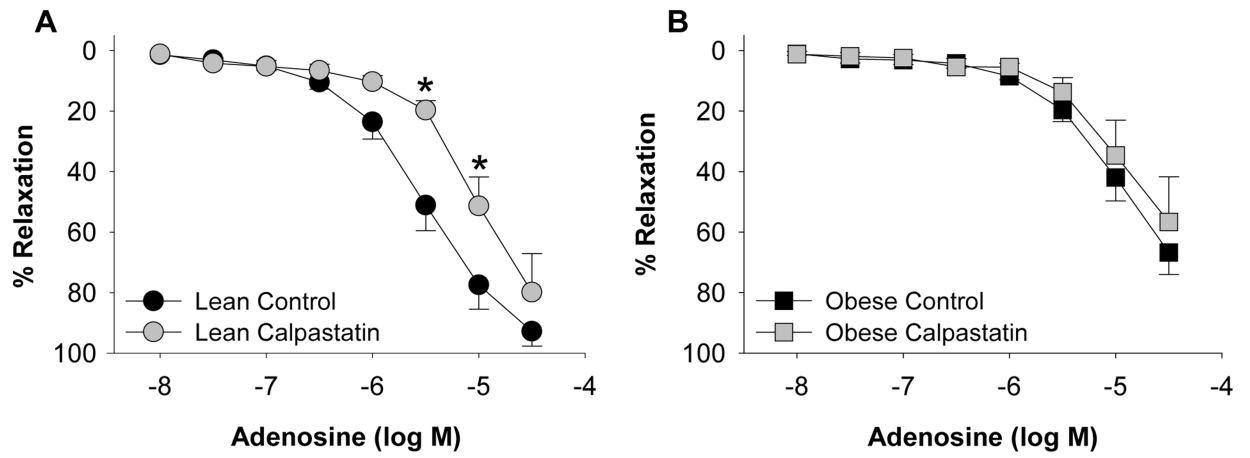 A
0
20
40
60
80
100
% Relaxation
*
*
Lean Control
Lean Calpastatin
-8
-7
-6
-5
-4
Adenosine (log M)
B
0
20
40
60
80
100
% Relaxation
Obese Control
Obese Calpastatin
-8
-7
-6
-5
-4
Adenosine (log M)